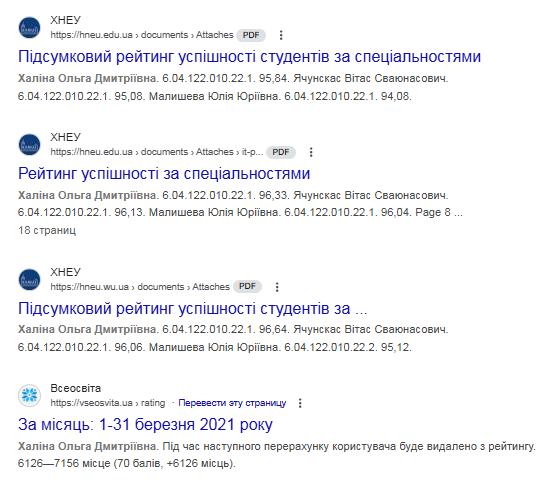 ХНЕУ
https://hneu.edu.ua › documents › Attaches PDF
Підсумковий рейтинг успішності студентів за спеціальностями
Халіна Ольга Дмитріївна. 6.04.122.010.22.1. 95,84. Ячунскас Вітас Сваюнасович.
6.04.122.010.22.1. 95,08. Малишева Юлія Юріївна. 6.04.122.010.22.1. 94,08.
ХНЕУ
https://hneu.edu.ua › documents › Attaches › it-p... PDF
Рейтинг успішності за спеціальностями
Халіна Ольга Дмитріївна. 6.04.122.010.22.1. 96,33. Ячунскас Вітас Сваюнасович.
6.04.122.010.22.1. 96,13. Малишева Юлія Юріївна. 6.04.122.010.22.1. 96,04. Page 8 ...
18 страниц
ХНЕУ
https://hneu.wu.ua › documents › Attaches PDF
Підсумковий рейтинг успішності студентів за ...
Халіна Ольга Дмитріївна. 6.04.122.010.22.1. 96,64. Ячунскас Вітас Сваюнасович.
6.04.122.010.22.1. 96,06. Малишева Юлія Юріївна. 6.04.122.010.22.2. 95,12.
Всеосвіта
https://vseosvita.ua › rating · Перевести эту страницу
За місяць: 1-31 березня 2021 року
Халіна Ольга Дмитрівна. Під час наступного перерахунку користувача буде видалено з рейтингу.
6126—7156 місце (70 балів, +6126 місць).